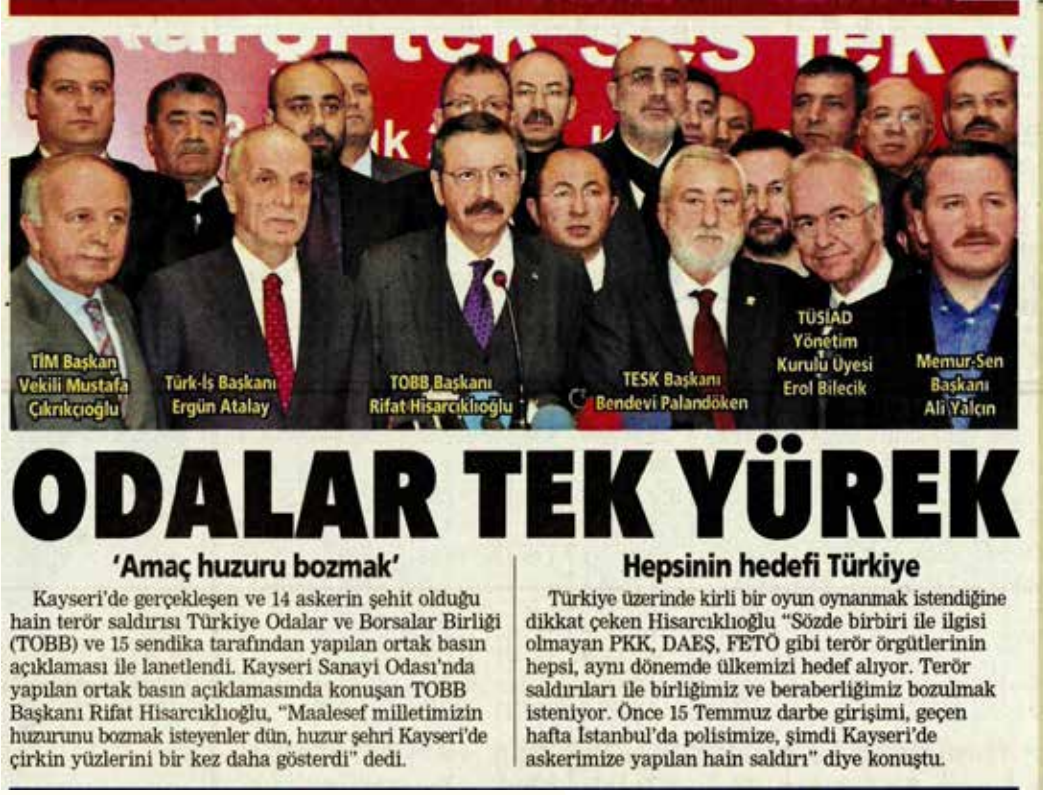 Karşı tek ses tek y
TİM Başkan
Vekili Mustafa
Çıkrıkçıoğlu
Türk-İş Başkanı
Ergün Atalay
TOBB Başkanı
Rifat Hisarcıklıoğlu
TESK Başkanı
Bendevi Palandöken
TÜSİAD
Yönetim
Kurulu Üyesi
Erol Bilecik
Memur-Sen
Başkanı
Ali Yalçın
ODALAR TEK YÜREK
'Amaç huzuru bozmak'
Kayseri'de gerçekleşen ve 14 askerin şehit olduğu
hain terör saldırısı Türkiye Odalar ve Borsalar Birliği
(TOBB) ve 15 sendika tarafından yapılan ortak basın
açıklaması ile lanetlendi. Kayseri Sanayi Odası'nda
yapılan ortak basın açıklamasında konuşan TOBB
Başkanı Rifat Hisarcıklıoğlu, “Maalesef milletimizin
huzurunu bozmak isteyenler dün, huzur şehri Kayseri'de
çirkin yüzlerini bir kez daha gösterdi” dedi.
Hepsinin hedefi Türkiye
Türkiye üzerinde kirli bir oyun oynanmak istendiğine
dikkat çeken Hisarcıklıoğlu “Sözde birbiri ile ilgisi
olmayan PKK, DAEŞ, FETÖ gibi terör örgütlerinin
hepsi, aynı dönemde ülkemizi hedef alıyor. Terör
saldırıları ile birliğimiz ve beraberliğimiz bozulmak
isteniyor. Önce 15 Temmuz darbe girişimi, geçen
hafta İstanbul'da polisimize, şimdi Kayseri'de
askerimize yapılan hain saldırı” diye konuştu.